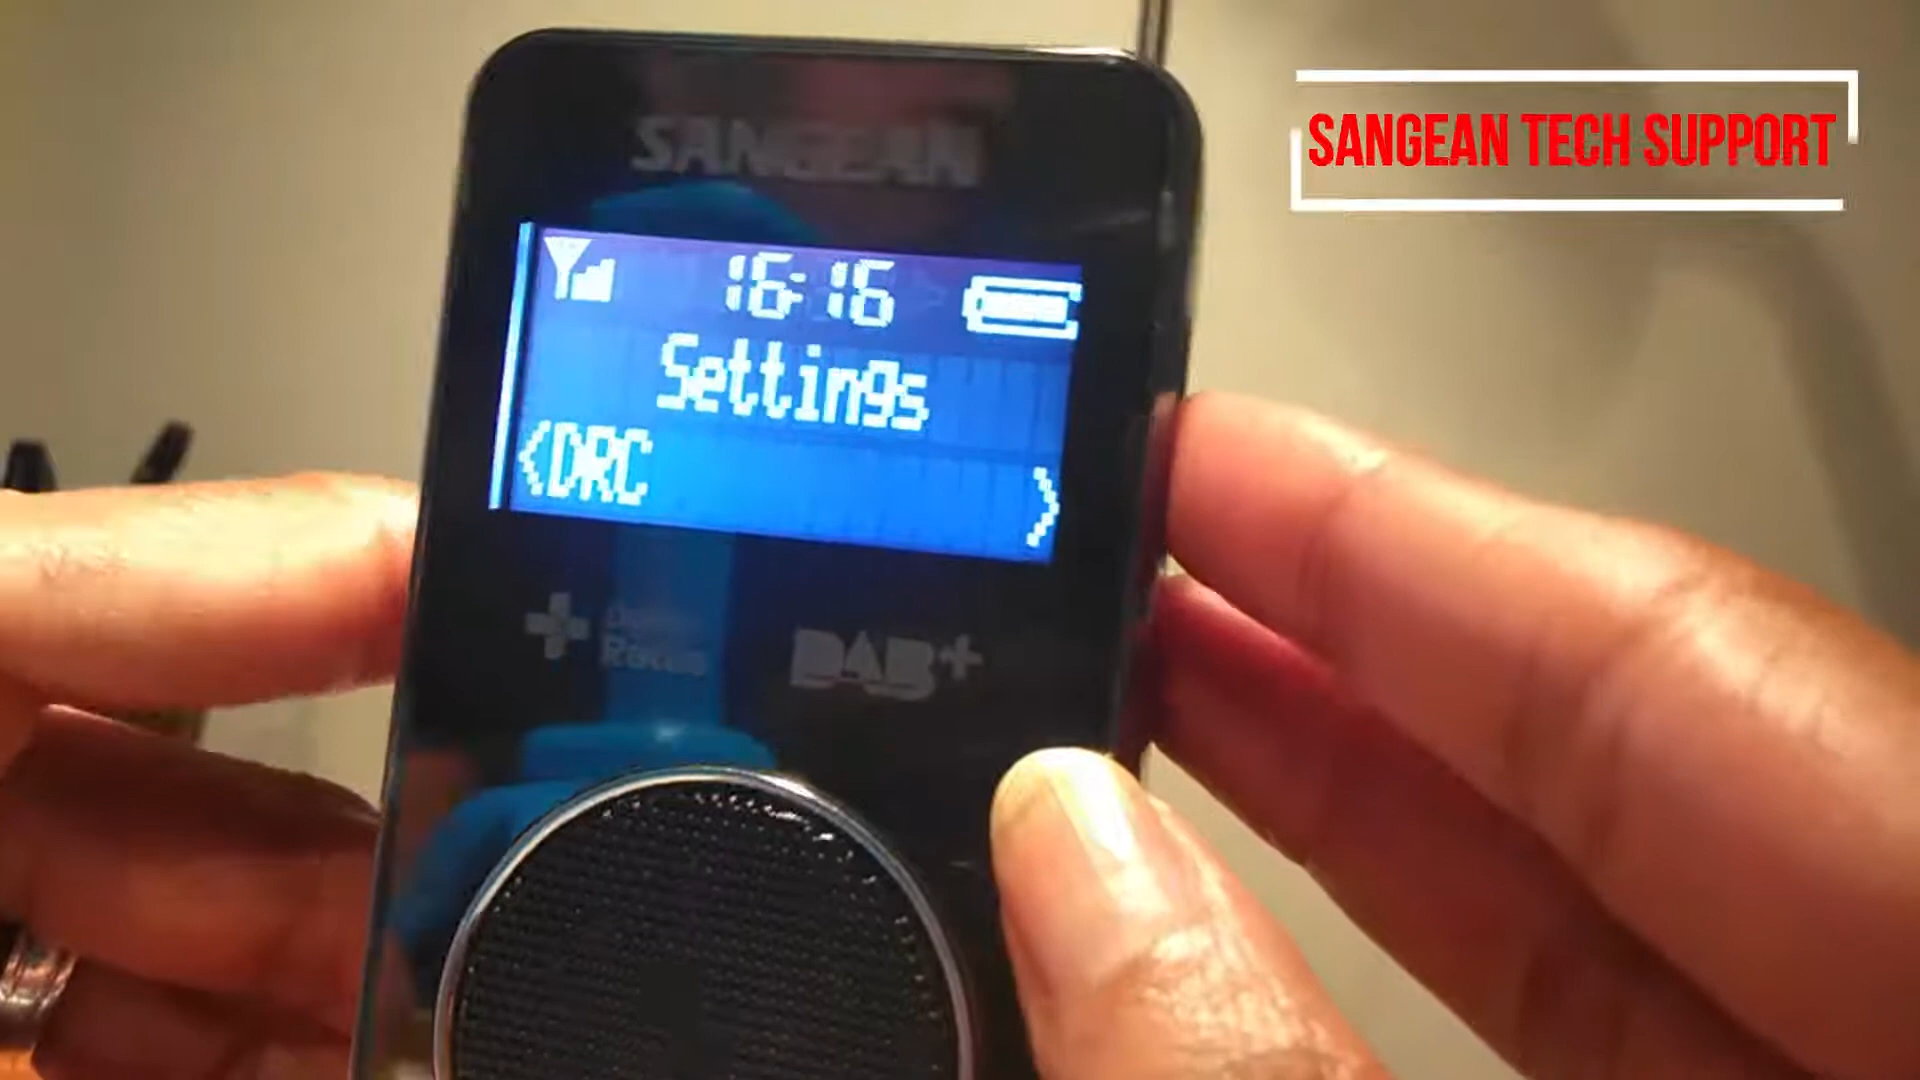 SANGEAN
SANGEAN TECH SUPPORT
16:16
Settings
<DRC >
DAB+